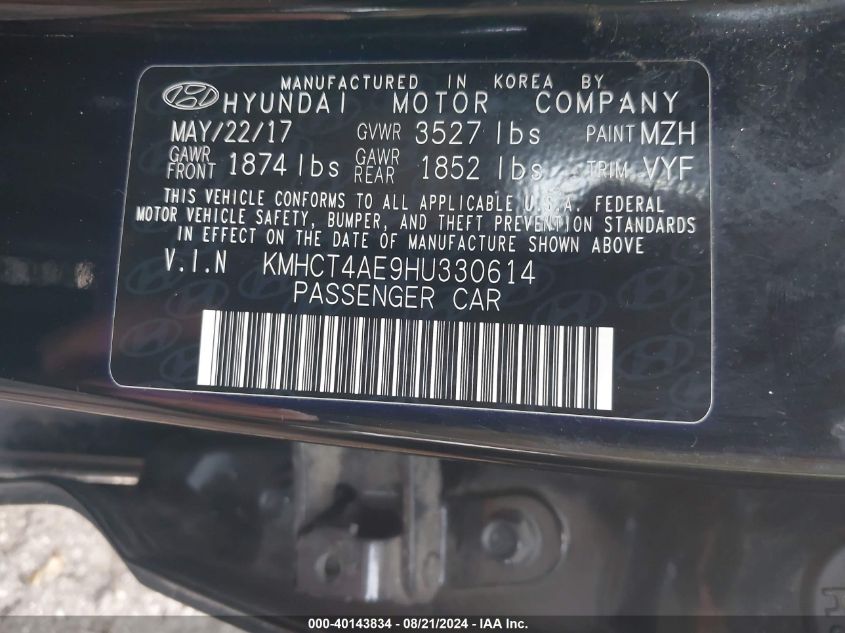 MANUFACTURED IN KOREA BY
HYUNDAI MOTOR COMPANY
MAY/22/17 GVWR 3527 lbs PAINT MZH
GAWR FRONT 1874 lbs GAWR REAR 1852 lbs TRIM VYF
THIS VEHICLE CONFORMS TO ALL APPLICABLE U.S.A. FEDERAL
MOTOR VEHICLE SAFETY, BUMPER, AND THEFT PREVENTION STANDARDS
IN EFFECT ON THE DATE OF MANUFACTURE SHOWN ABOVE
V.I.N KMHCT4AE9HU330614
PASSENGER CAR
000-40143834 - 08/21/2024 - IAA Inc.